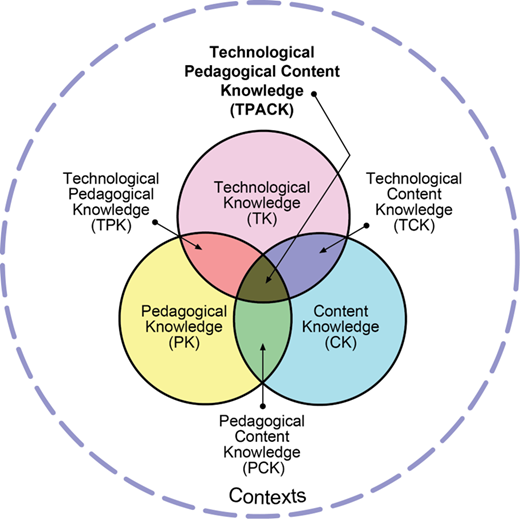 Technological
Pedagogical Content
Knowledge
(TPACK)
Technological
Pedagogical
Knowledge
(TPK)
Technological
Knowledge
(TK)
Technological
Content
Knowledge
(TCK)
Pedagogical
Knowledge
(PK)
Content
Knowledge
(CK)
Pedagogical
Content
Knowledge
(PCK)
Contexts